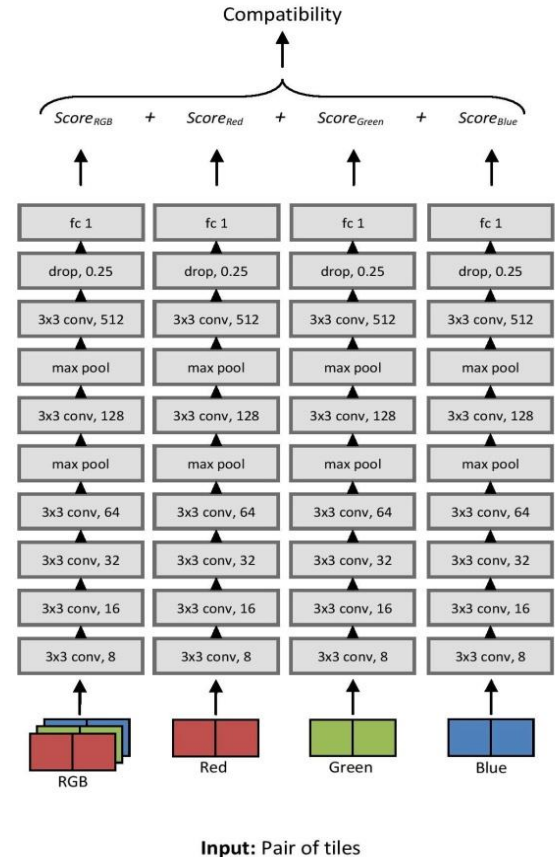 Compatibility
Score_RGB + Score_Red + Score_Green + Score_Blue
fc 1 fc 1 fc 1 fc 1
drop, 0.25 drop, 0.25 drop, 0.25 drop, 0.25
3x3 conv, 512 3x3 conv, 512 3x3 conv, 512 3x3 conv, 512
max pool max pool max pool max pool
3x3 conv, 128 3x3 conv, 128 3x3 conv, 128 3x3 conv, 128
max pool max pool max pool max pool
3x3 conv, 64 3x3 conv, 64 3x3 conv, 64 3x3 conv, 64
3x3 conv, 32 3x3 conv, 32 3x3 conv, 32 3x3 conv, 32
3x3 conv, 16 3x3 conv, 16 3x3 conv, 16 3x3 conv, 16
3x3 conv, 8 3x3 conv, 8 3x3 conv, 8 3x3 conv, 8
RGB Red Green Blue
Input: Pair of tiles